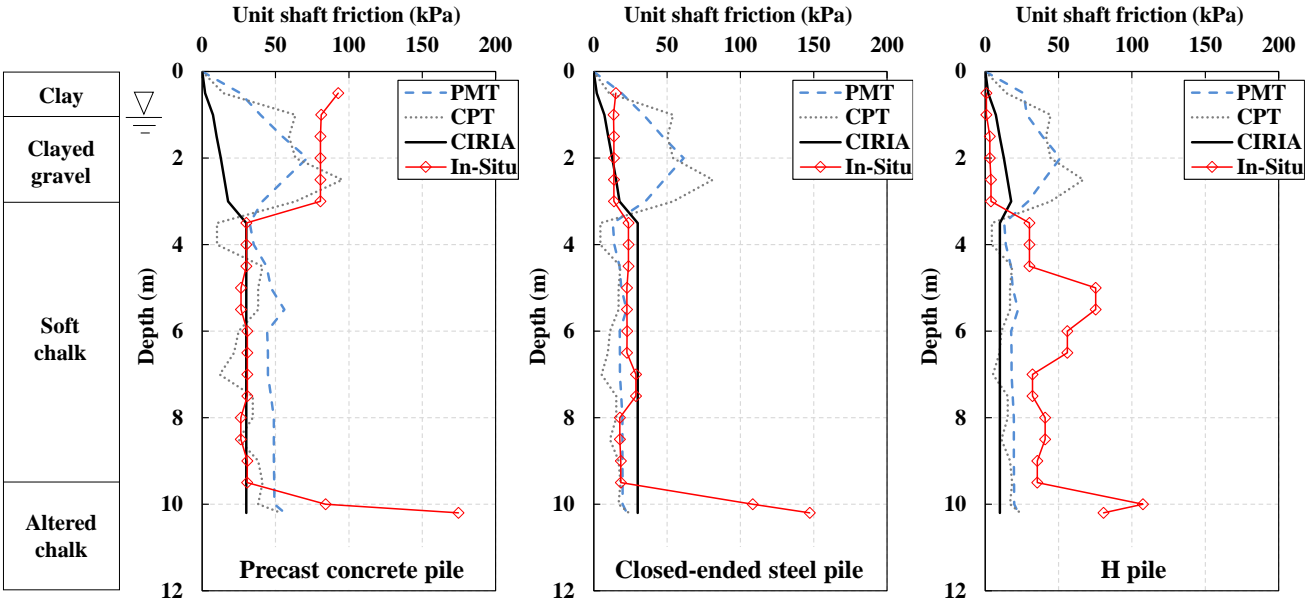 Unit shaft friction (kPa)
Unit shaft friction (kPa)
Unit shaft friction (kPa)
0 50 100 150 200
0 50 100 150 200
0 50 100 150 200
Clay
Clayed
gravel
Soft
chalk
Altered
chalk
Depth (m)
0
2
4
6
8
10
12
PMT
CPT
CIRIA
In-Situ
Precast concrete pile
Depth (m)
0
2
4
6
8
10
12
PMT
CPT
CIRIA
In-Situ
Closed-ended steel pile
Depth (m)
0
2
4
6
8
10
12
PMT
CPT
CIRIA
In-Situ
H pile